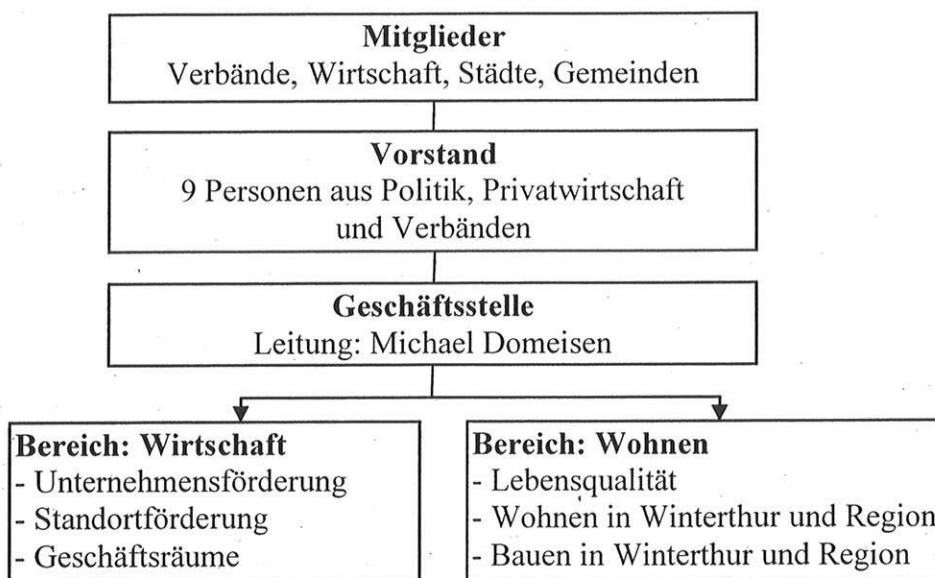 Mitglieder
Verbände, Wirtschaft, Städte, Gemeinden
Vorstand
9 Personen aus Politik, Privatwirtschaft
und Verbänden
Geschäftsstelle
Leitung: Michael Domeisen
Bereich: Wirtschaft
- Unternehmensförderung
- Standortförderung
- Geschäftsräume
Bereich: Wohnen
- Lebensqualität
- Wohnen in Winterthur und Region
- Bauen in Winterthur und Region